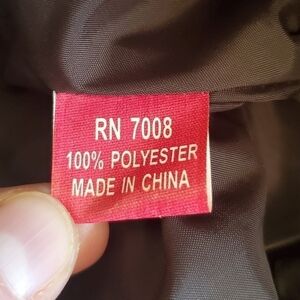 RN 7008
100% POLYESTER
MADE IN CHINA